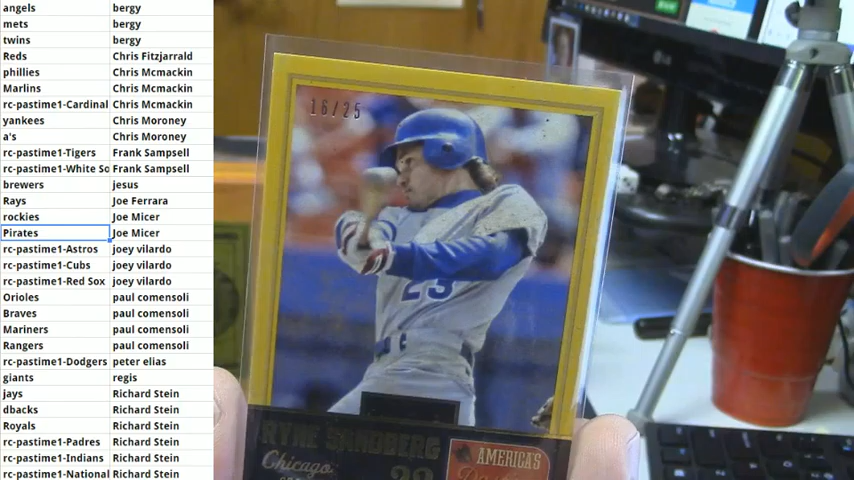 angels bergy
mets bergy
twins bergy
Reds Chris Fitzjarrald
phillies Chris Mcmackin
Marlins Chris Mcmackin
rc-pastime1-Cardinal Chris Mcmackin
yankees Chris Moroney
a's Chris Moroney
rc-pastime1-Tigers Frank Sampsell
rc-pastime1-White So Frank Sampsell
brewers jesus
Rays Joe Ferrara
rockies Joe Micer
Pirates Joe Micer
rc-pastime1-Astros joey vilardo
rc-pastime1-Cubs joey vilardo
rc-pastime1-Red Sox joey vilardo
Orioles paul comensoli
Braves paul comensoli
Mariners paul comensoli
Rangers paul comensoli
rc-pastime1-Dodgers peter elias
giants regis
jays Richard Stein
dbacks Richard Stein
Royals Richard Stein
rc-pastime1-Padres Richard Stein
rc-pastime1-Indians Richard Stein
rc-pastime1-National Richard Stein
16/25
23
RYNE SANDBERG
Chicago
23
AMERICA'S
LG